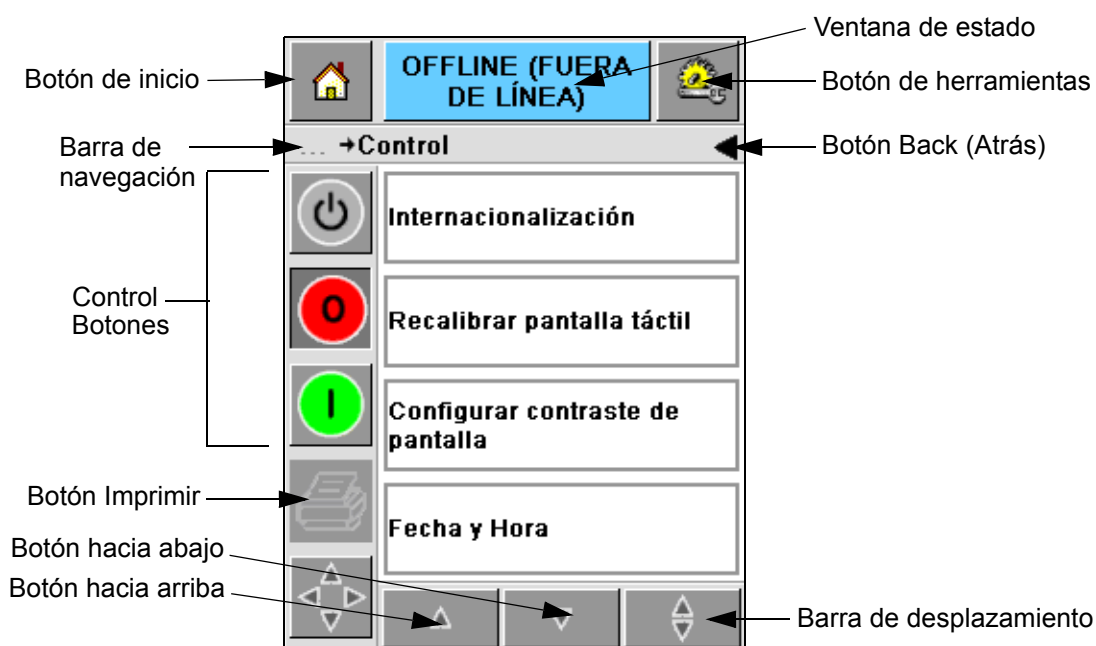 Ventana de estado
Botón de inicio
OFFLINE (FUERA
DE LÍNEA)
Botón de herramientas
Barra de
navegación
... →Control
Botón Back (Atrás)
Internacionalización
Control
Botones
O
Recalibrar pantalla táctil
I
Configurar contraste de
pantalla
Botón Imprimir
Fecha y Hora
Botón hacia abajo
Botón hacia arriba
Barra de desplazamiento